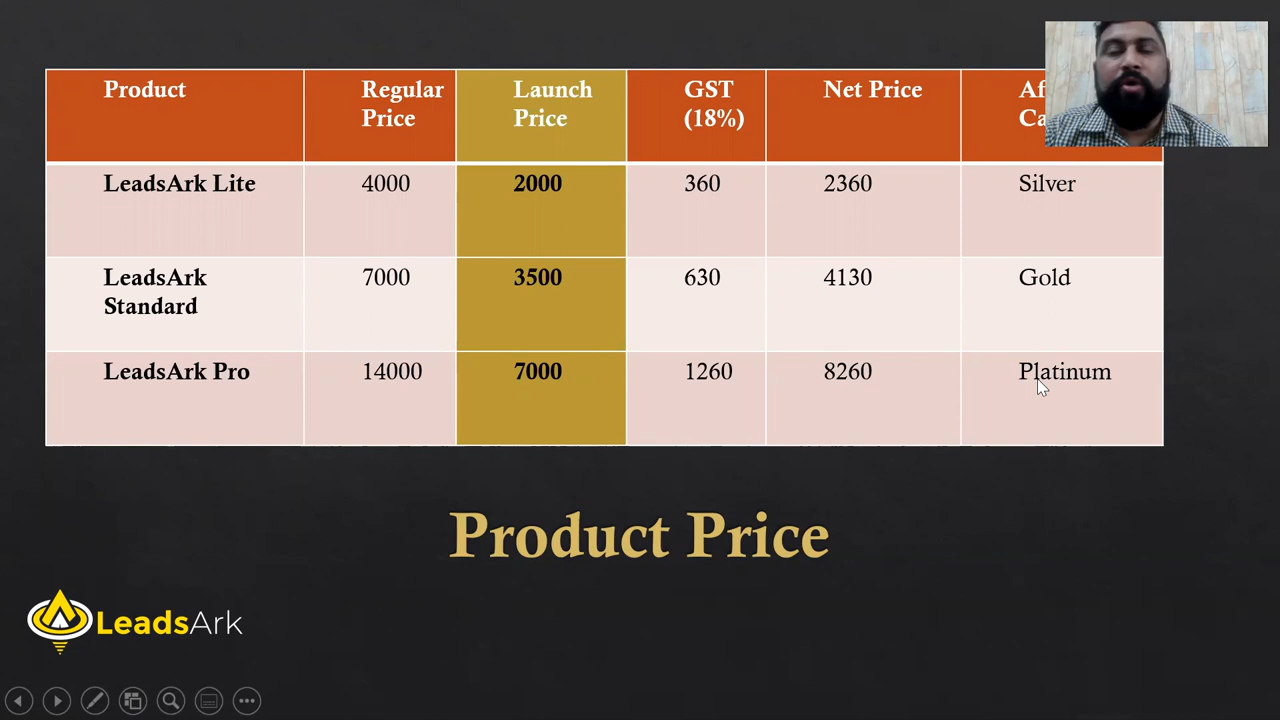 Product
Regular Price
Launch Price
GST (18%)
Net Price
LeadsArk Lite
4000
2000
360
2360
Silver
LeadsArk
Standard
7000
3500
630
4130
Gold
LeadsArk Pro
14000
7000
1260
8260
Platinum
Product Price
LeadsArk